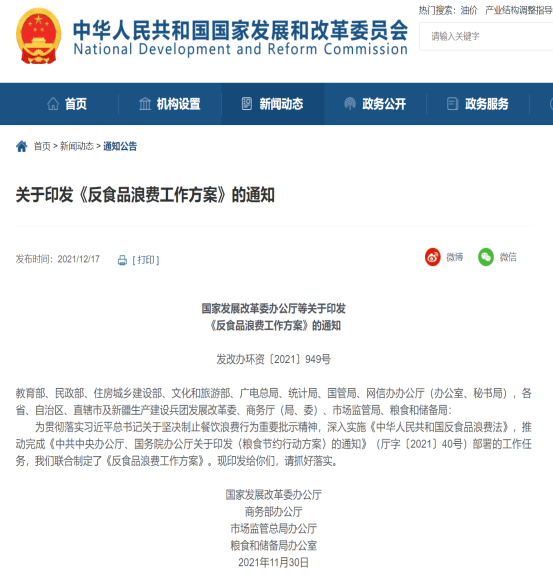 热门搜索：油价 产业结构调整指导
中华人民共和国国家发展和改革委员会
National Development and Reform Commission
请输入关键字
首页 机构设置 新闻动态 政务公开 政务服务
首页 > 新闻动态 > 通知公告
关于印发《反食品浪费工作方案》的通知
发布时间：2021/12/17 [ 打印 ] 微博 微信
国家发展改革委办公厅等关于印发
《反食品浪费工作方案》的通知
发改办环资〔2021〕949号
教育部、民政部、住房城乡建设部、文化和旅游部、广电总局、统计局、国管局、网信办办公厅（办公室、秘书局），各
省、自治区、直辖市及新疆生产建设兵团发展改革委、商务厅（局、委）、市场监管局、粮食和储备局：
为贯彻落实习近平总书记关于坚决制止餐饮浪费行为重要批示精神，深入实施《中华人民共和国反食品浪费法》，推
动完成《中共中央办公厅、国务院办公厅关于印发〈粮食节约行动方案〉的通知》（厅字〔2021〕40号）部署的工作任
务，我们联合制定了《反食品浪费工作方案》。现印发给你们，请抓好落实。
国家发展改革委办公厅
商务部办公厅
市场监管总局办公厅
粮食和储备局办公室
2021年11月30日